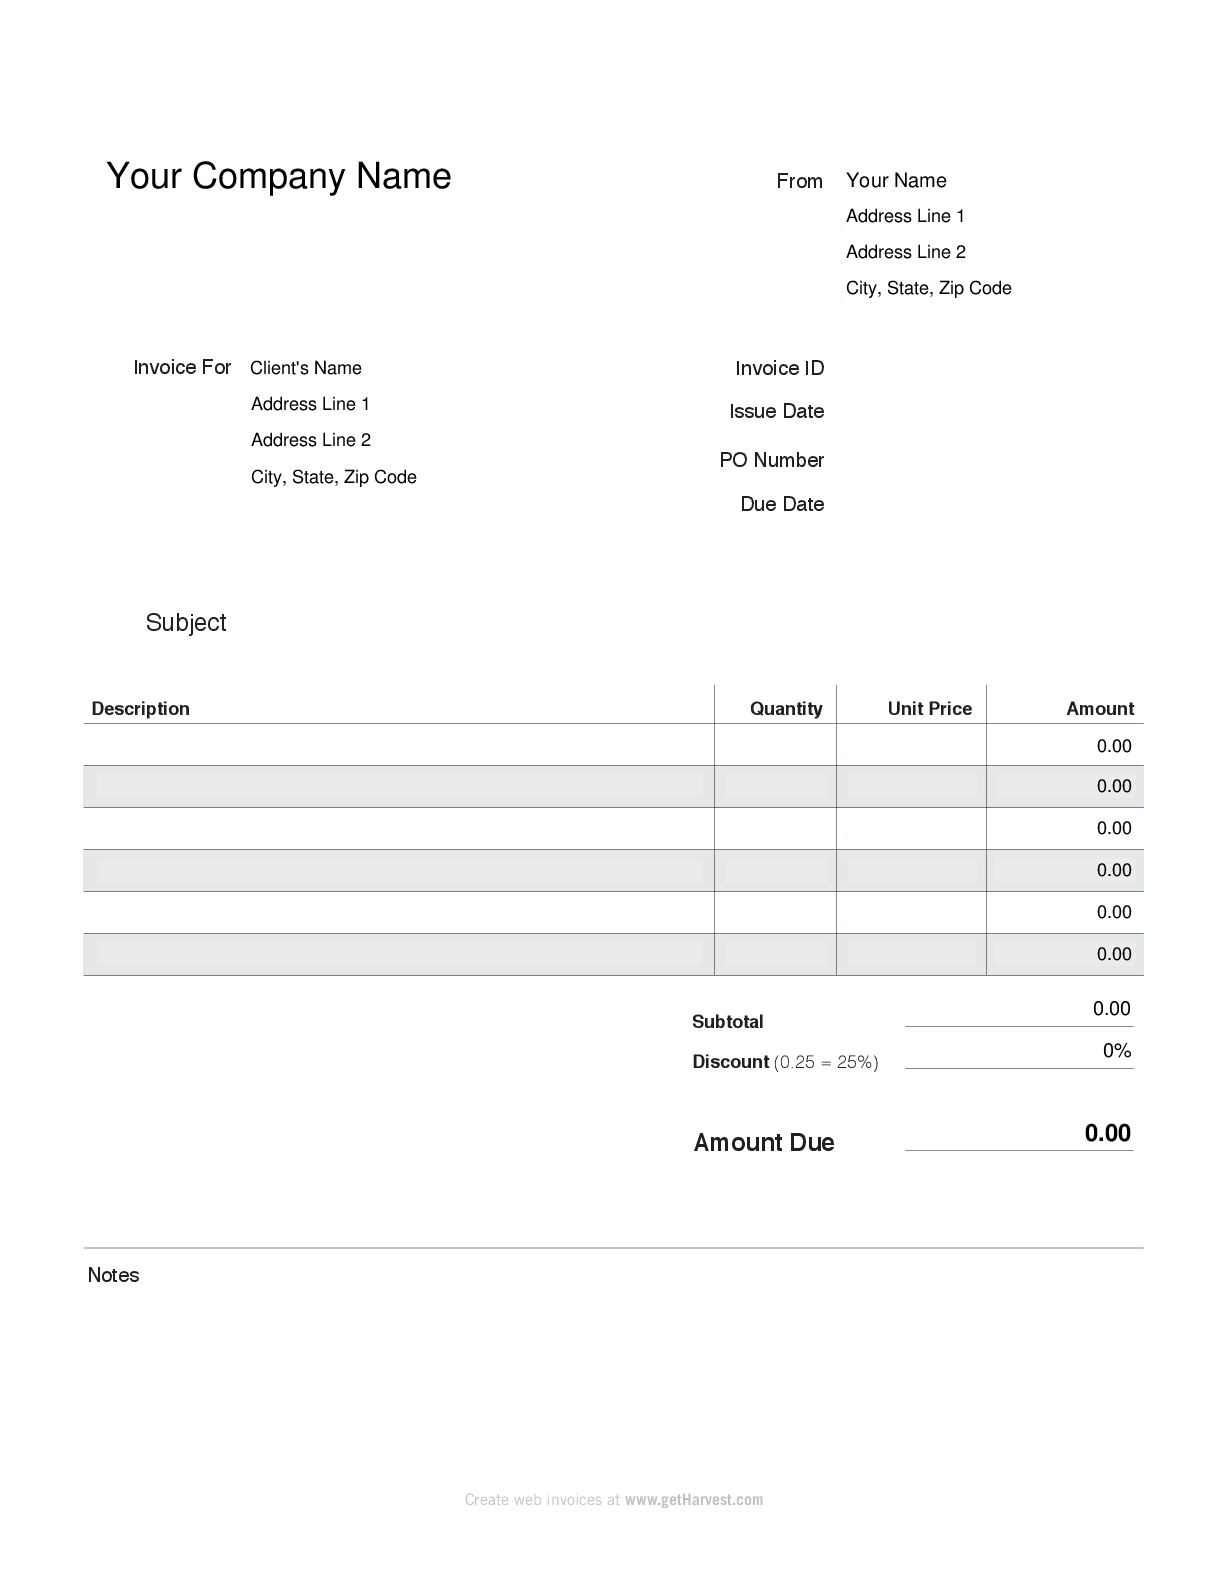 Your Company Name
From Your Name
Address Line 1
Address Line 2
City, State, Zip Code
Invoice For Client's Name
Address Line 1
Address Line 2
City, State, Zip Code
Invoice ID
Issue Date
PO Number
Due Date
Subject
Description Quantity Unit Price Amount
0.00
0.00
0.00
0.00
0.00
0.00
Subtotal 0.00
Discount (0.25 = 25%) 0%
Amount Due 0.00
Notes
Create web invoices at www.getHarvest.com